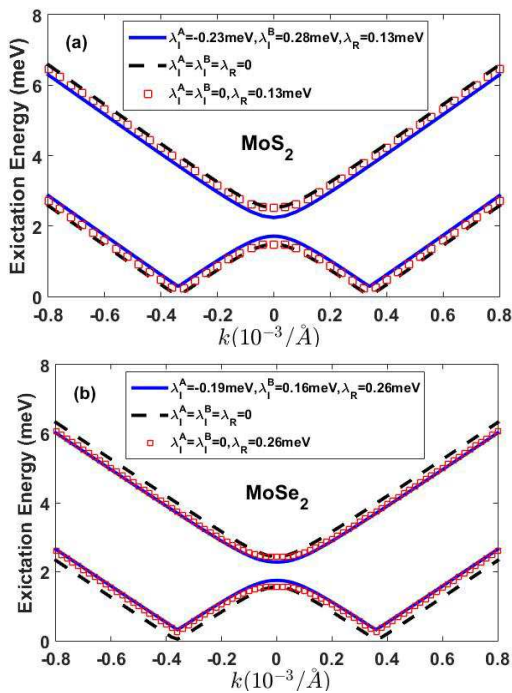 (a)
λ_I^A=-0.23meV,λ_I^B=0.28meV,λ_R=0.13meV
λ_I^A=λ_I^B=λ_R=0
λ_I^A=λ_I^B=0,λ_R=0.13meV
MoS₂
Exictation Energy (meV)
8
6
4
2
0
-0.8 -0.6 -0.4 -0.2 0 0.2 0.4 0.6 0.8
k(10⁻³/Å)
(b)
λ_I^A=-0.19meV,λ_I^B=0.16meV,λ_R=0.26meV
λ_I^A=λ_I^B=λ_R=0
λ_I^A=λ_I^B=0,λ_R=0.26meV
MoSe₂
Exictation Energy (meV)
8
6
4
2
0
-0.8 -0.6 -0.4 -0.2 0 0.2 0.4 0.6 0.8
k(10⁻³/Å)